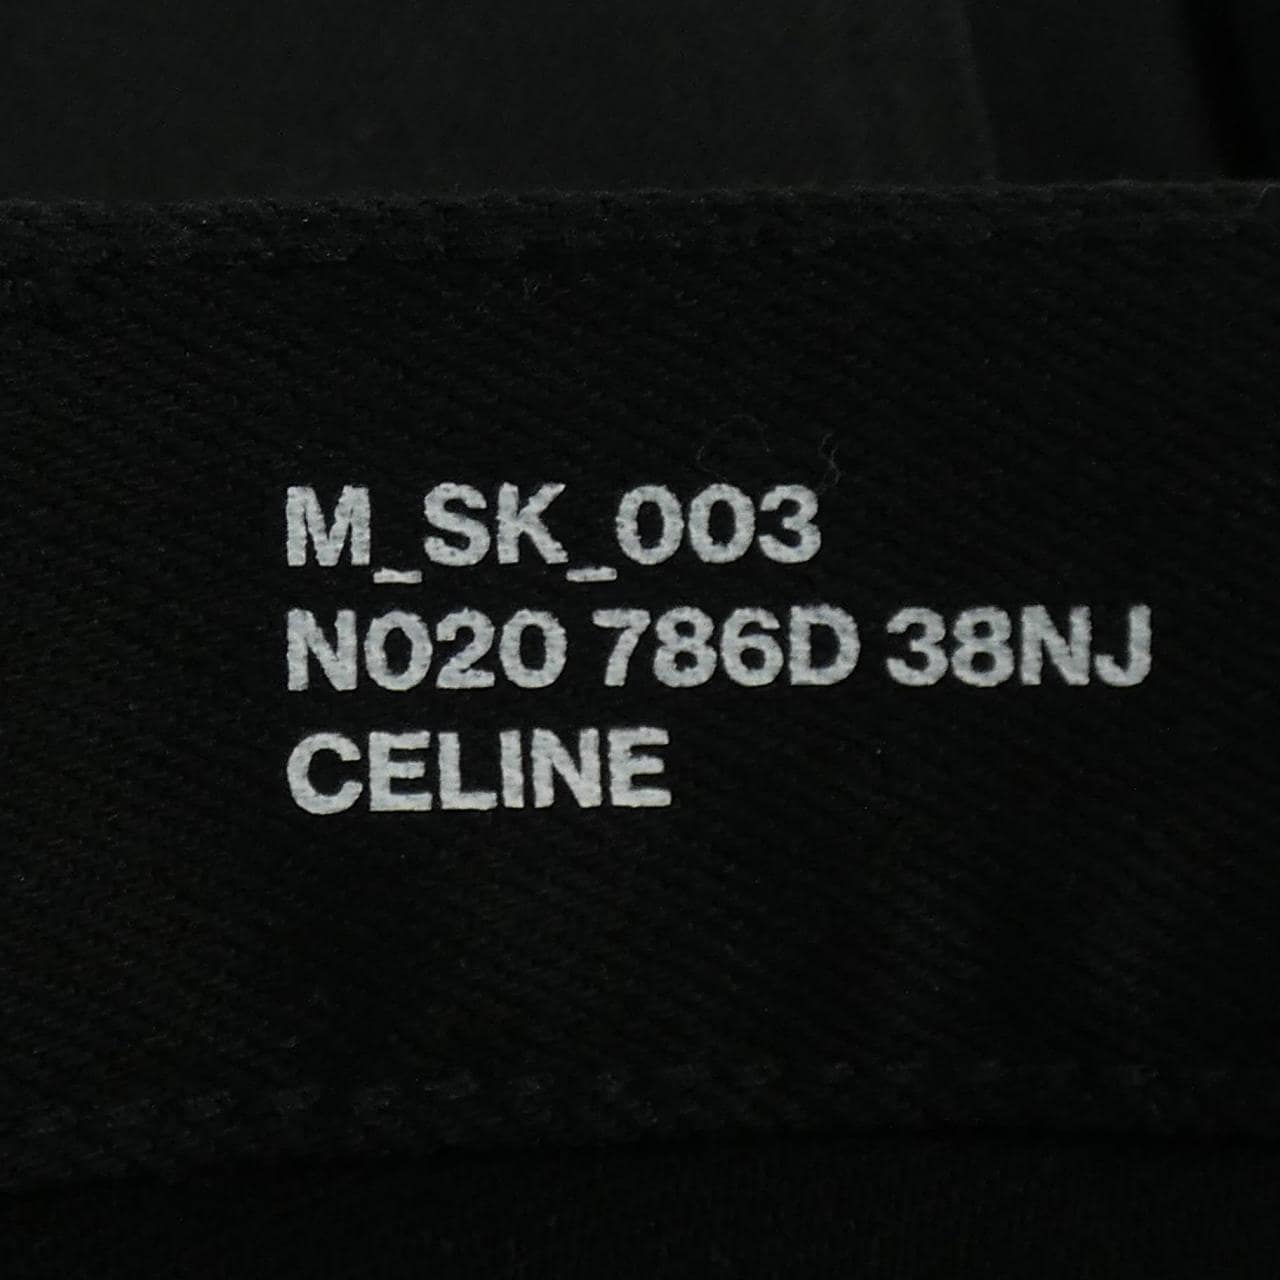 M_SK_003
N020 786D 38NJ
CELINE